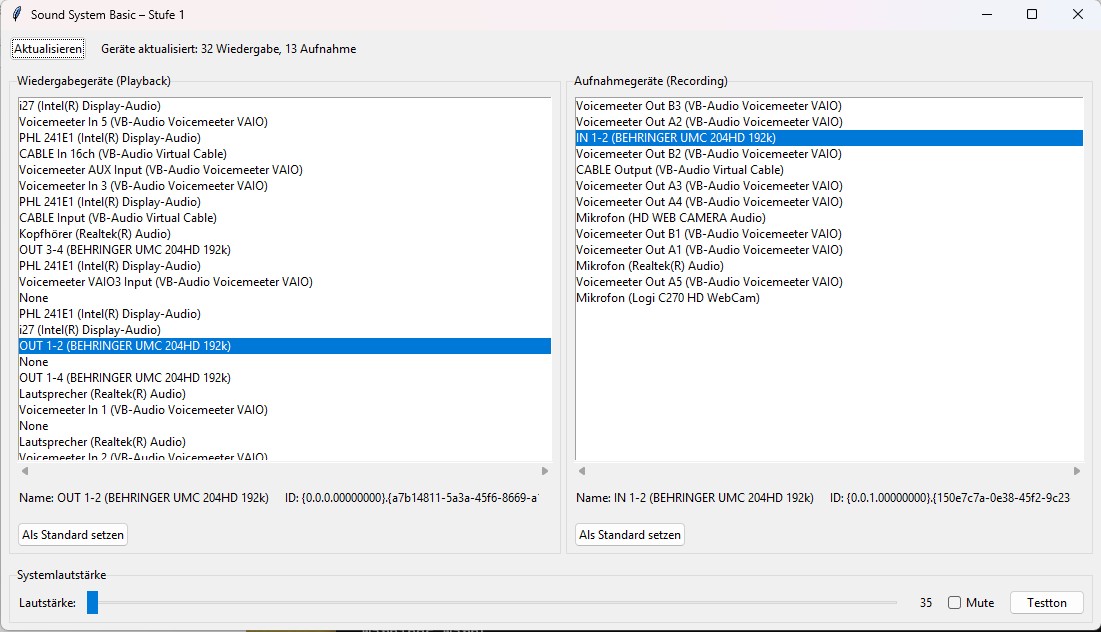 Sound System Basic – Stufe 1
Aktualisieren
Geräte aktualisiert: 32 Wiedergabe, 13 Aufnahme
Wiedergabegeräte (Playback)
i27 (Intel(R) Display-Audio)
Voicemeeter In 5 (VB-Audio Voicemeeter VAIO)
PHL 241E1 (Intel(R) Display-Audio)
CABLE In 16ch (VB-Audio Virtual Cable)
Voicemeeter AUX Input (VB-Audio Voicemeeter VAIO)
Voicemeeter In 3 (VB-Audio Voicemeeter VAIO)
PHL 241E1 (Intel(R) Display-Audio)
CABLE Input (VB-Audio Virtual Cable)
Kopfhörer (Realtek(R) Audio)
OUT 3-4 (BEHRINGER UMC 204HD 192k)
PHL 241E1 (Intel(R) Display-Audio)
Voicemeeter VAIO3 Input (VB-Audio Voicemeeter VAIO)
None
PHL 241E1 (Intel(R) Display-Audio)
i27 (Intel(R) Display-Audio)
OUT 1-2 (BEHRINGER UMC 204HD 192k)
None
OUT 1-4 (BEHRINGER UMC 204HD 192k)
Lautsprecher (Realtek(R) Audio)
Voicemeeter In 1 (VB-Audio Voicemeeter VAIO)
None
Lautsprecher (Realtek(R) Audio)
Voicemeeter In 2 (VB-Audio Voicemeeter VAIO)
Name: OUT 1-2 (BEHRINGER UMC 204HD 192k)
ID: {0.0.0.00000000}.{a7b14811-5a3a-45f6-8669-a
Als Standard setzen
Aufnahmegeräte (Recording)
Voicemeeter Out B3 (VB-Audio Voicemeeter VAIO)
Voicemeeter Out A2 (VB-Audio Voicemeeter VAIO)
IN 1-2 (BEHRINGER UMC 204HD 192k)
Voicemeeter Out B2 (VB-Audio Voicemeeter VAIO)
CABLE Output (VB-Audio Virtual Cable)
Voicemeeter Out A3 (VB-Audio Voicemeeter VAIO)
Voicemeeter Out A4 (VB-Audio Voicemeeter VAIO)
Mikrofon (HD WEB CAMERA Audio)
Voicemeeter Out B1 (VB-Audio Voicemeeter VAIO)
Voicemeeter Out A1 (VB-Audio Voicemeeter VAIO)
Mikrofon (Realtek(R) Audio)
Voicemeeter Out A5 (VB-Audio Voicemeeter VAIO)
Mikrofon (Logi C270 HD WebCam)
Name: IN 1-2 (BEHRINGER UMC 204HD 192k)
ID: {0.0.1.00000000}.{150e7c7a-0e38-45f2-9c23
Als Standard setzen
Systemlautstärke
Lautstärke:
35
Mute
Testton